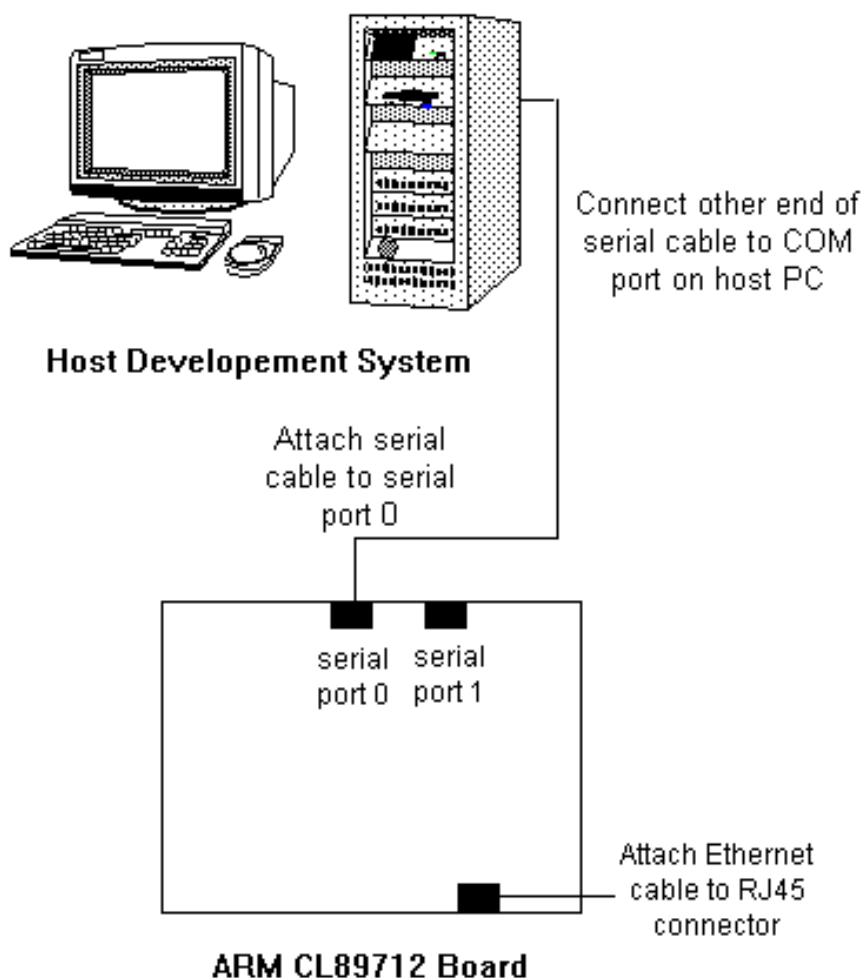 Connect other end of
serial cable to COM
port on host PC
Host Developement System
Attach serial
cable to serial
port 0
serial
port 0
serial
port 1
Attach Ethernet
cable to RJ45
connector
ARM CL89712 Board